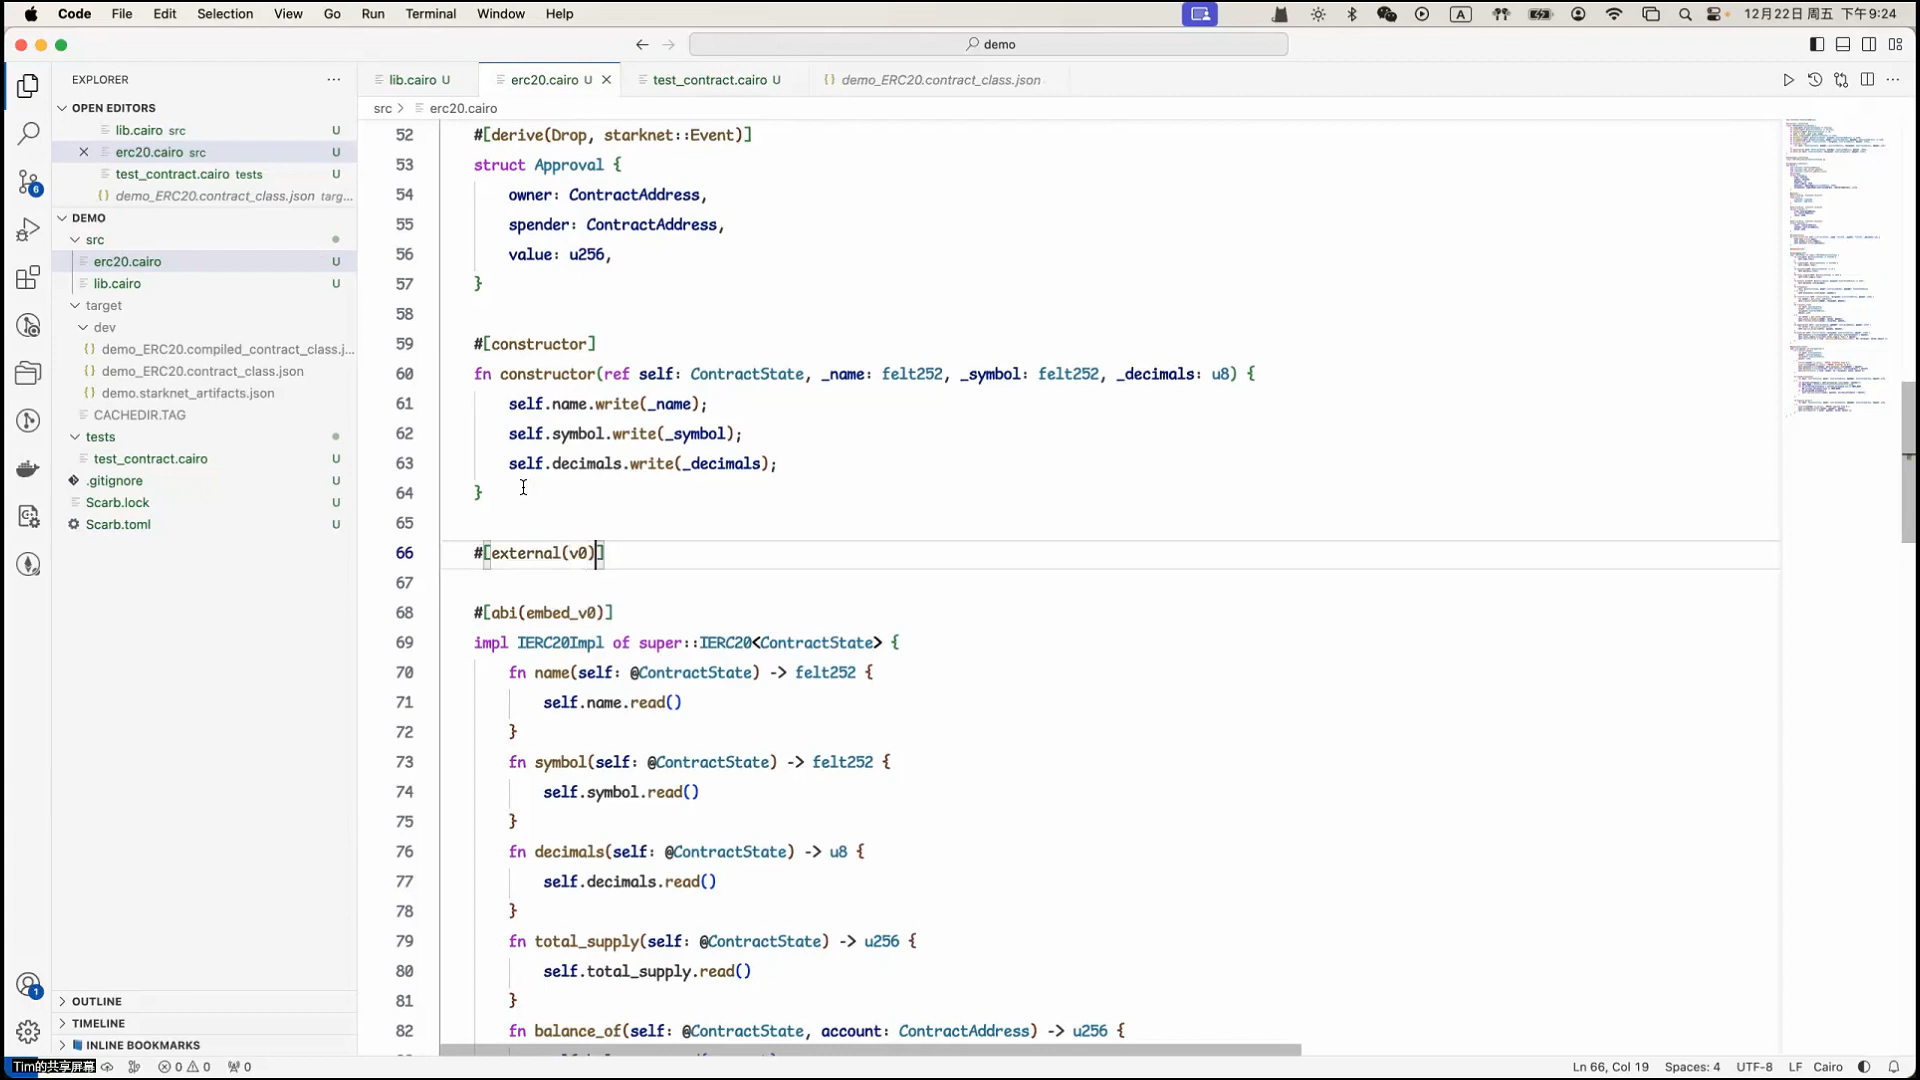 Code File Edit Selection View Go Run Terminal Window Help A 12月22日 周五 下午9:24
demo
EXPLORER
lib.cairo U
erc20.cairo U
test_contract.cairo U
{} demo_ERC20.contract_class.json
OPEN EDITORS
lib.cairo src U
erc20.cairo src U
test_contract.cairo tests U
{} demo_ERC20.contract_class.json targ...
DEMO
src
erc20.cairo U
lib.cairo U
target
dev
{} demo_ERC20.compiled_contract_class.j...
{} demo_ERC20.contract_class.json
{} demo.starknet_artifacts.json
CACHEDIR.TAG
tests
test_contract.cairo U
.gitignore U
Scarb.lock U
Scarb.toml U
6
1
OUTLINE
TIMELINE
INLINE BOOKMARKS
src > erc20.cairo
52 #[derive(Drop, starknet::Event)]
53 struct Approval {
54 owner: ContractAddress,
55 spender: ContractAddress,
56 value: u256,
57 }
58
59 #[constructor]
60 fn constructor(ref self: ContractState, _name: felt252, _symbol: felt252, _decimals: u8) {
61 self.name.write(_name);
62 self.symbol.write(_symbol);
63 self.decimals.write(_decimals);
64 }
65
66 #[external(v0)]
67
68 #[abi(embed_v0)]
69 impl IERC20Impl of super::IERC20<ContractState> {
70 fn name(self: @ContractState) -> felt252 {
71 self.name.read()
72 }
73 fn symbol(self: @ContractState) -> felt252 {
74 self.symbol.read()
75 }
76 fn decimals(self: @ContractState) -> u8 {
77 self.decimals.read()
78 }
79 fn total_supply(self: @ContractState) -> u256 {
80 self.total_supply.read()
81 }
82 fn balance_of(self: @ContractState, account: ContractAddress) -> u256 {
Tim的共享屏幕 0 0 0 Ln 66, Col 19 Spaces: 4 UTF-8 LF Cairo